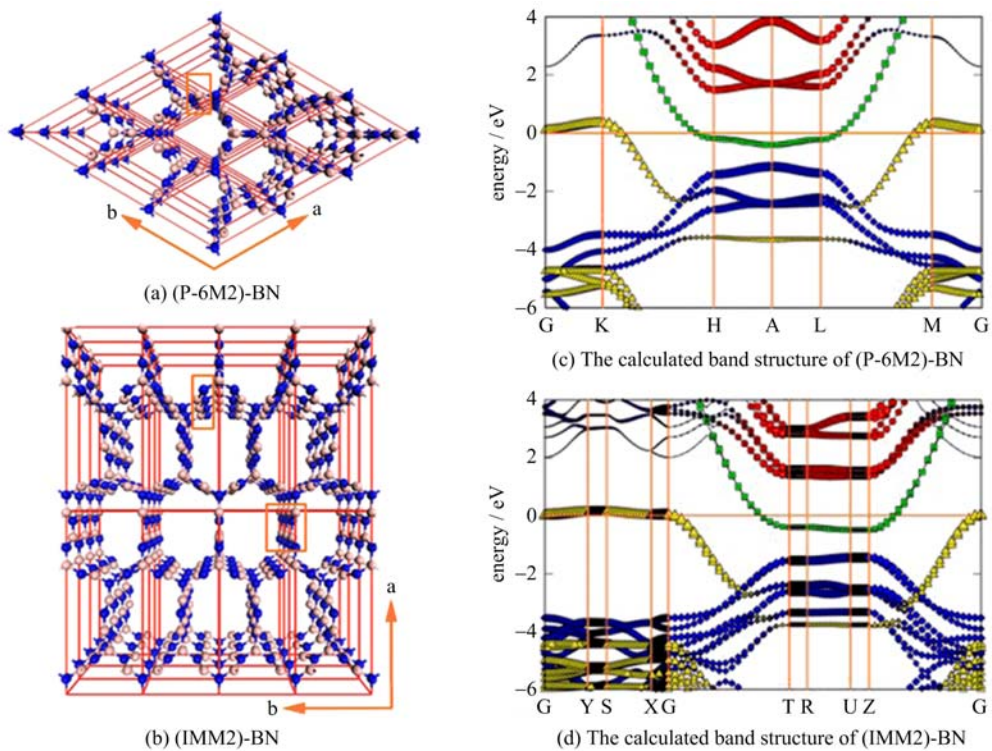 b
a
(a) (P-6M2)-BN
a
b
(b) (IMM2)-BN
energy / eV
4
2
0
−2
−4
−6
G K H A L M G
(c) The calculated band structure of (P-6M2)-BN
energy / eV
4
2
0
−2
−4
−6
G Y S X G T R U Z G
(d) The calculated band structure of (IMM2)-BN